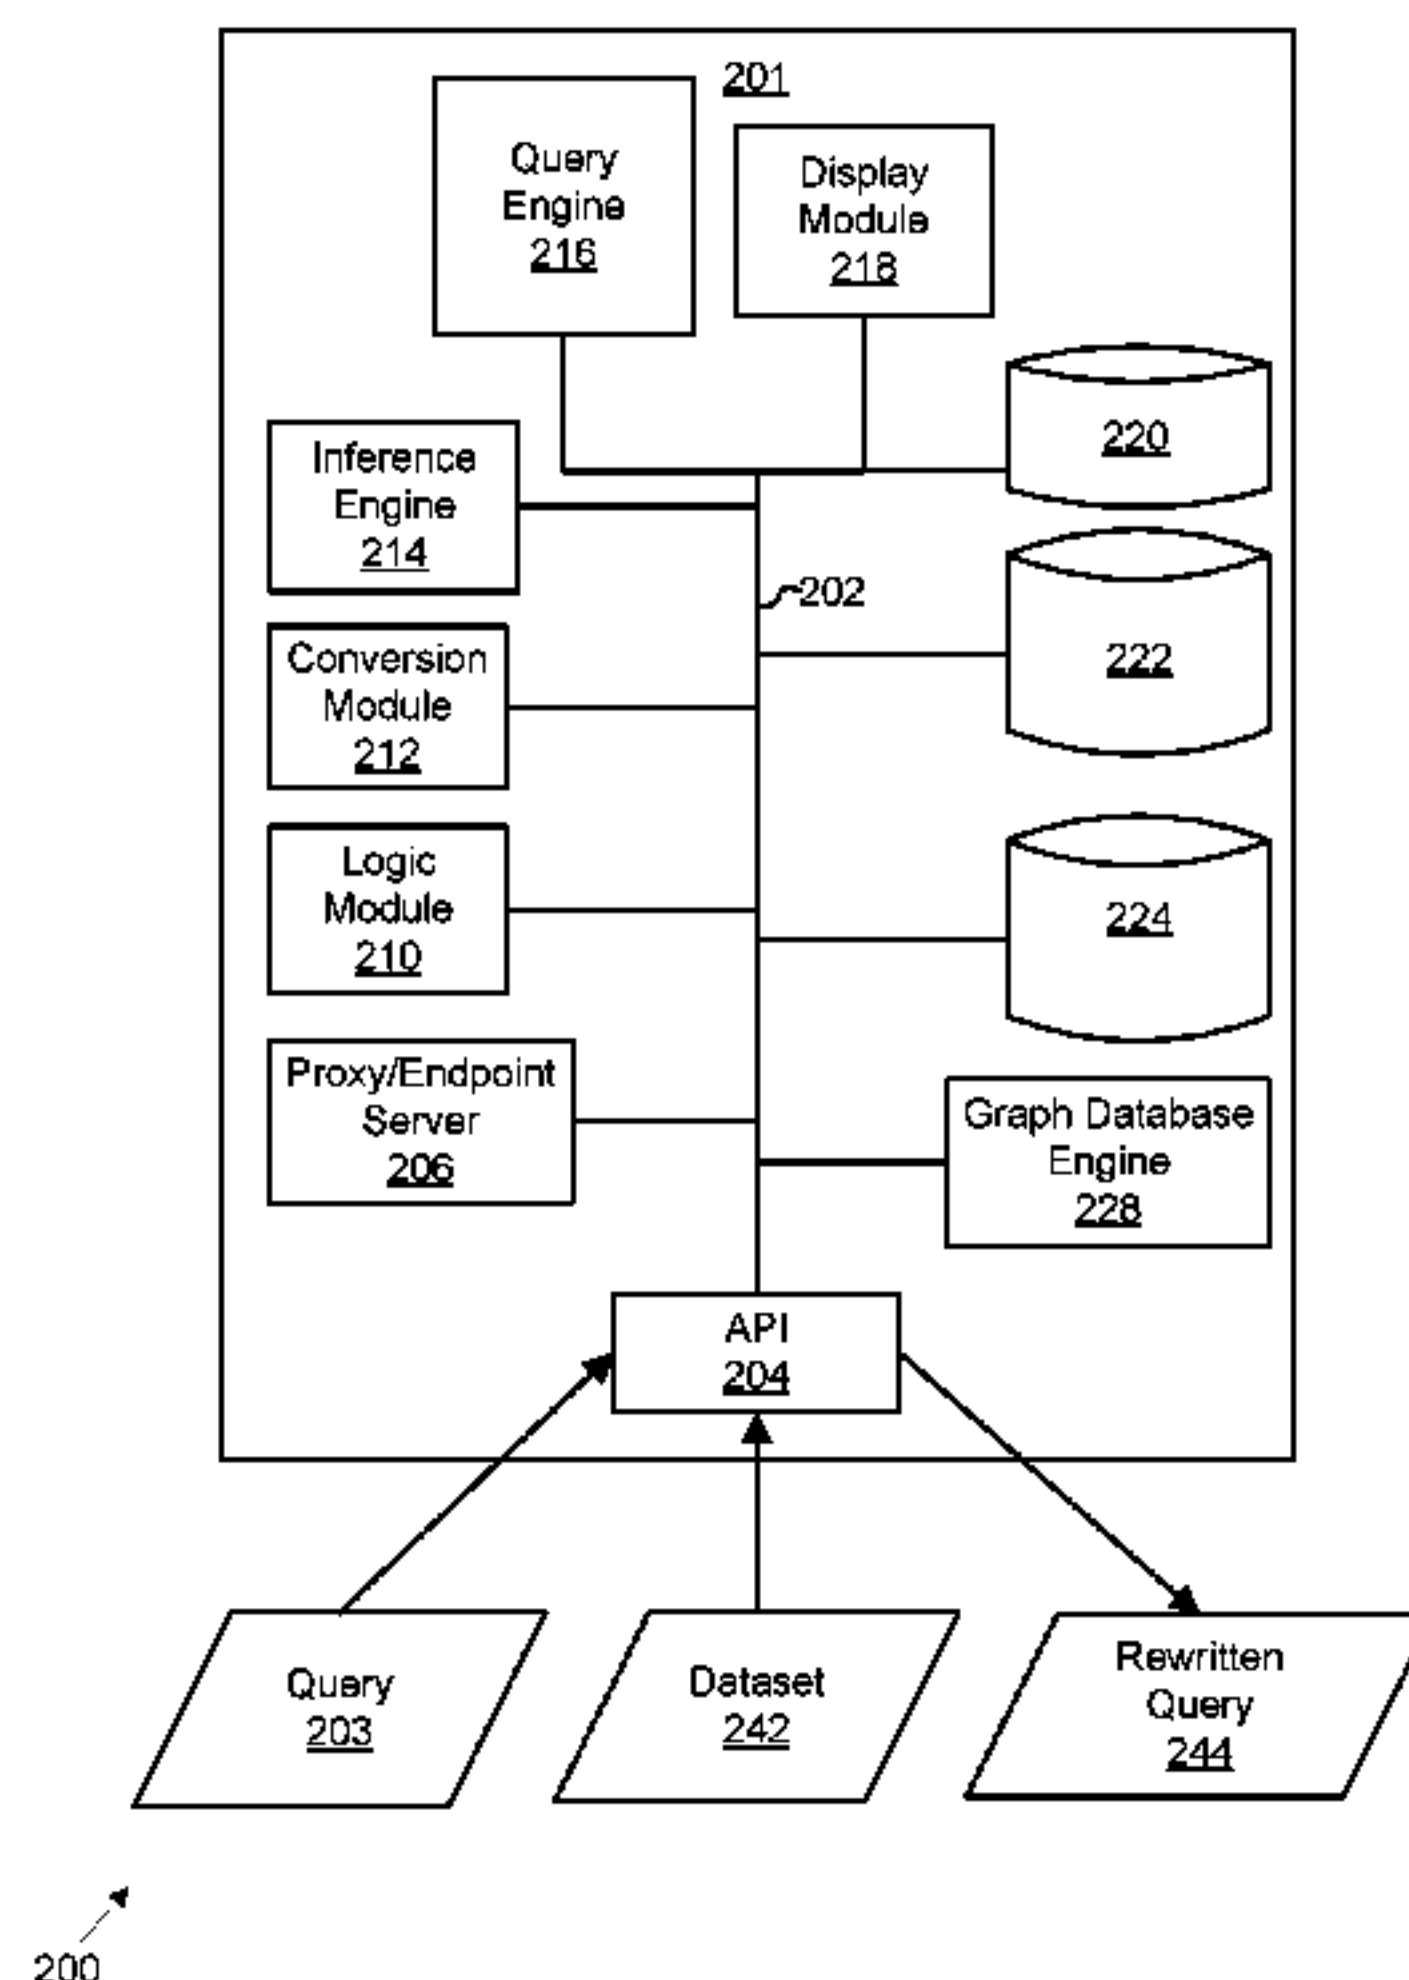 201
Query
Engine
216
Display
Module
218
220
Inference
Engine
214
202
Conversion
Module
212
222
Logic
Module
210
224
Proxy/Endpoint
Server
206
Graph Database
Engine
228
API
204
Query
203
Dataset
242
Rewritten
Query
244
200